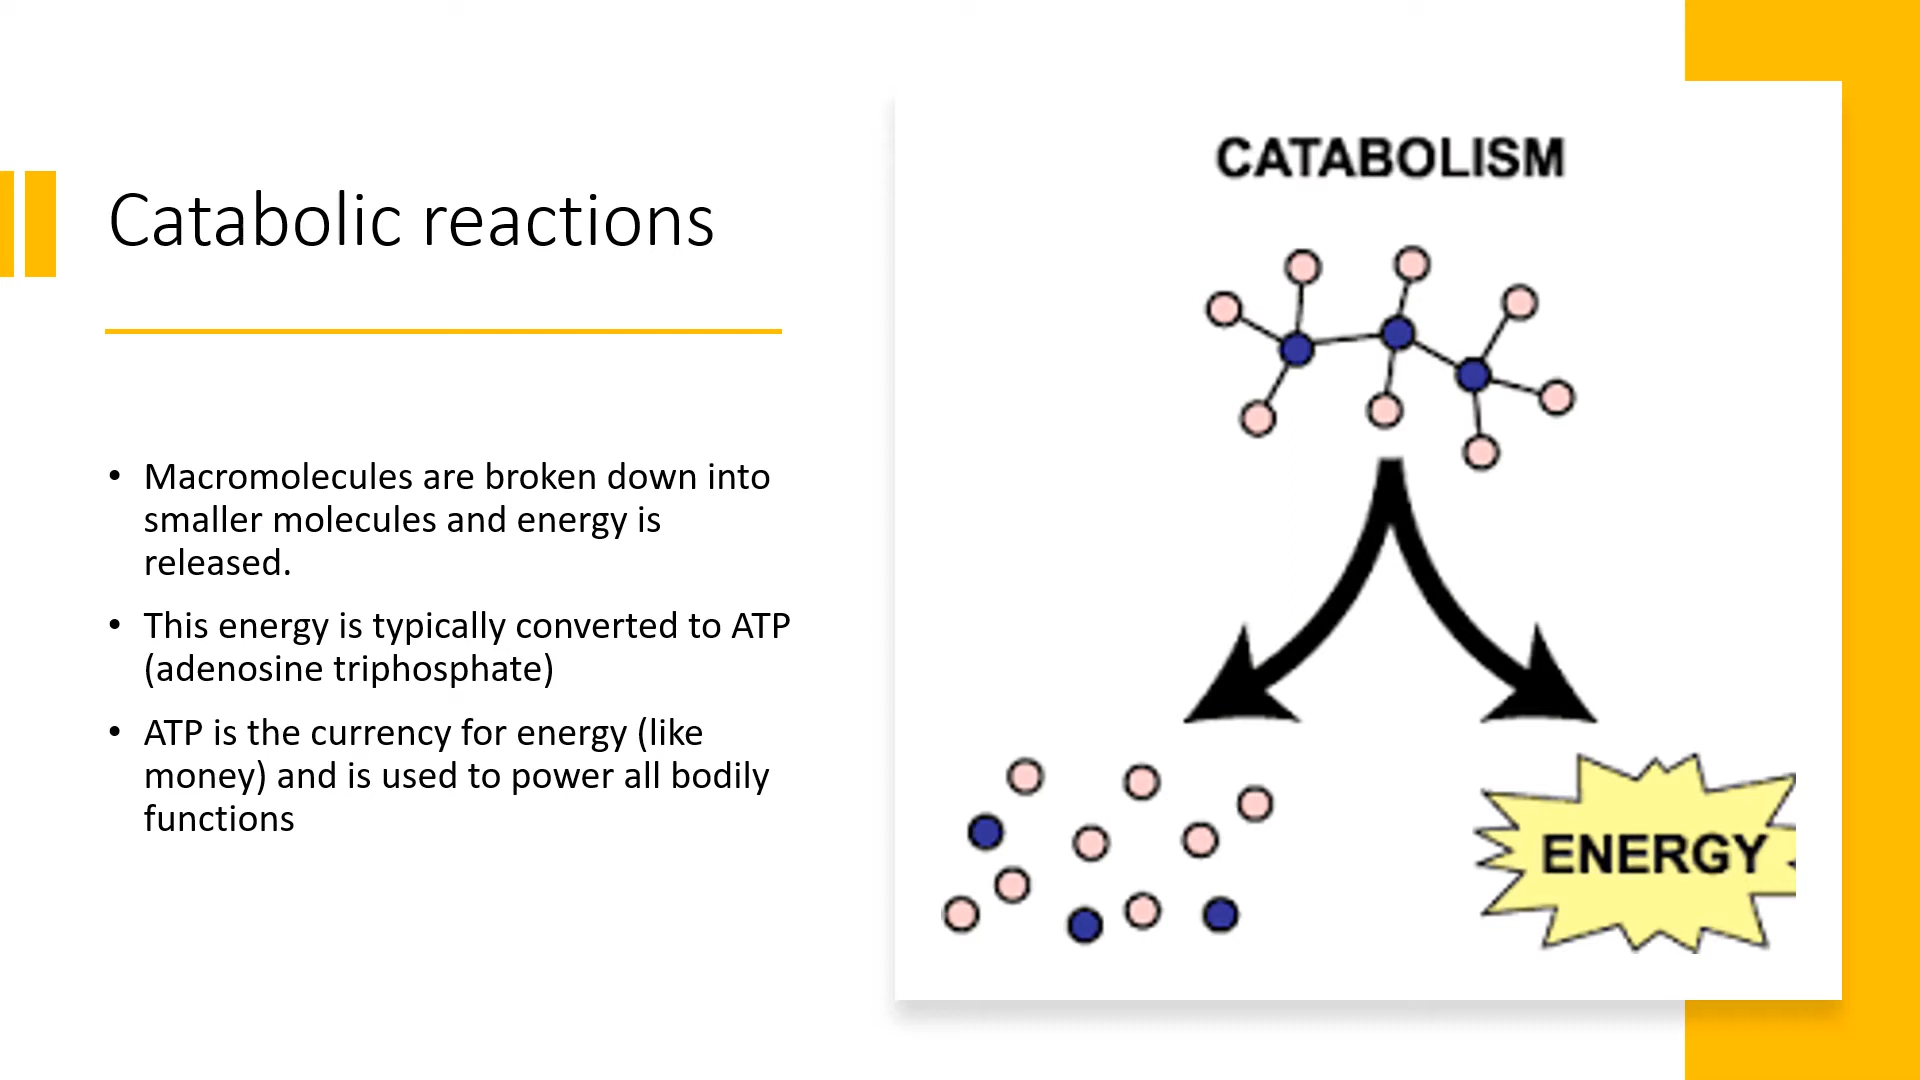 Catabolic reactions
• Macromolecules are broken down into
smaller molecules and energy is
released.
• This energy is typically converted to ATP
(adenosine triphosphate)
• ATP is the currency for energy (like
money) and is used to power all bodily
functions
CATABOLISM
ENERGY